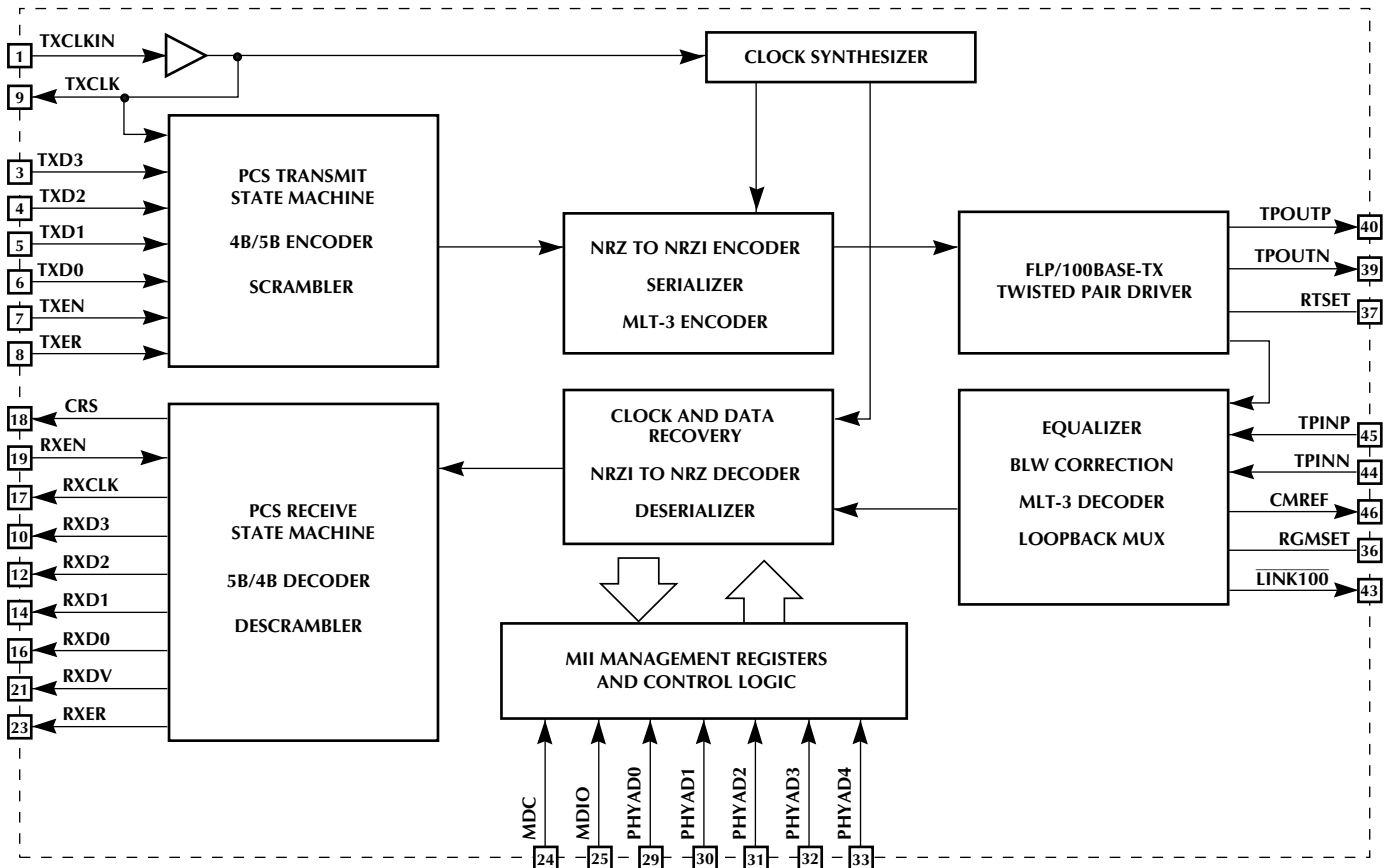 TXCLKIN
1
TXCLK
9
CLOCK SYNTHESIZER
TXD3
3
TXD2
4
TXD1
5
TXD0
6
TXEN
7
TXER
8
PCS TRANSMIT
STATE MACHINE
4B/5B ENCODER
SCRAMBLER
NRZ TO NRZI ENCODER
SERIALIZER
MLT-3 ENCODER
FLP/100BASE-TX
TWISTED PAIR DRIVER
TPOUTP
40
TPOUTN
39
RTSET
37
CRS
18
RXEN
19
RXCLK
17
RXD3
10
RXD2
12
RXD1
14
RXD0
16
RXDV
21
RXER
23
PCS RECEIVE
STATE MACHINE
5B/4B DECODER
DESCRAMBLER
CLOCK AND DATA
RECOVERY
NRZI TO NRZ DECODER
DESERIALIZER
EQUALIZER
BLW CORRECTION
MLT-3 DECODER
LOOPBACK MUX
TPINP
45
TPINN
44
CMREF
46
RGMSET
36
LINK100
43
MII MANAGEMENT REGISTERS
AND CONTROL LOGIC
MDC
24
MDIO
25
PHYAD0
29
PHYAD1
30
PHYAD2
31
PHYAD3
32
PHYAD4
33